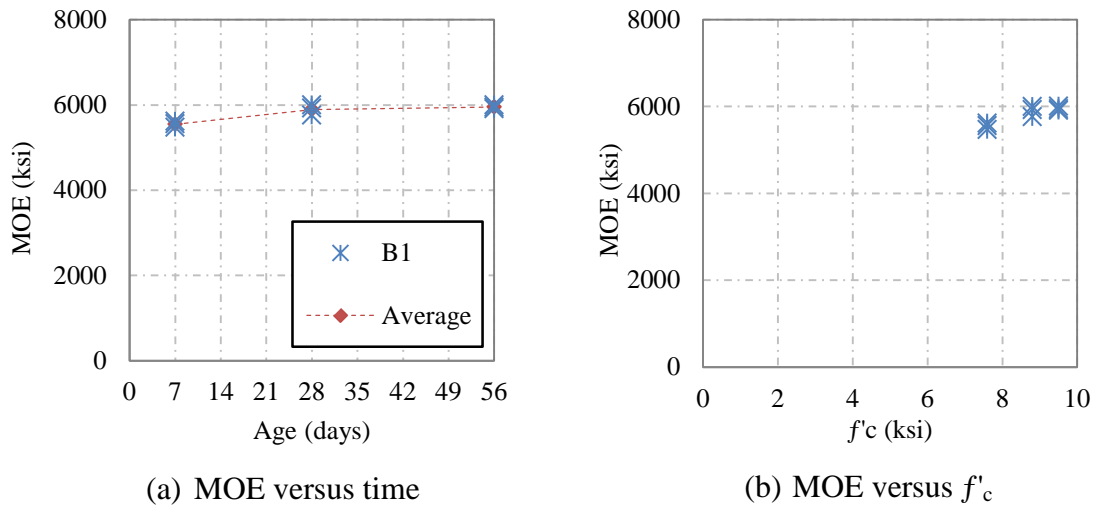 8000
6000
4000
2000
0
MOE (ksi)
B1
Average
0 7 14 21 28 35 42 49 56
Age (days)
(a) MOE versus time
8000
6000
4000
2000
0
MOE (ksi)
0 2 4 6 8 10
f'c (ksi)
(b) MOE versus f'c